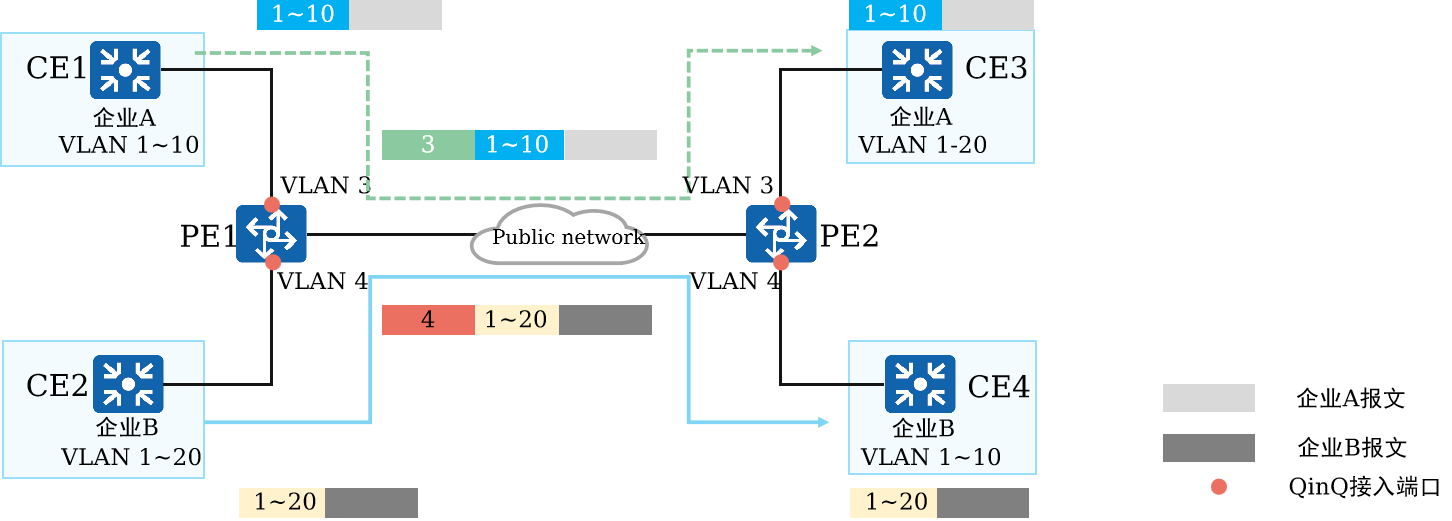 1~10
1~10
CE1
企业A
VLAN 1~10
CE3
企业A
VLAN 1-20
3
1~10
VLAN 3
VLAN 3
PE1
Public network
PE2
VLAN 4
VLAN 4
4
1~20
CE2
企业B
VLAN 1~20
CE4
企业B
VLAN 1~10
1~20
1~20
企业A报文
企业B报文
QinQ接入端口